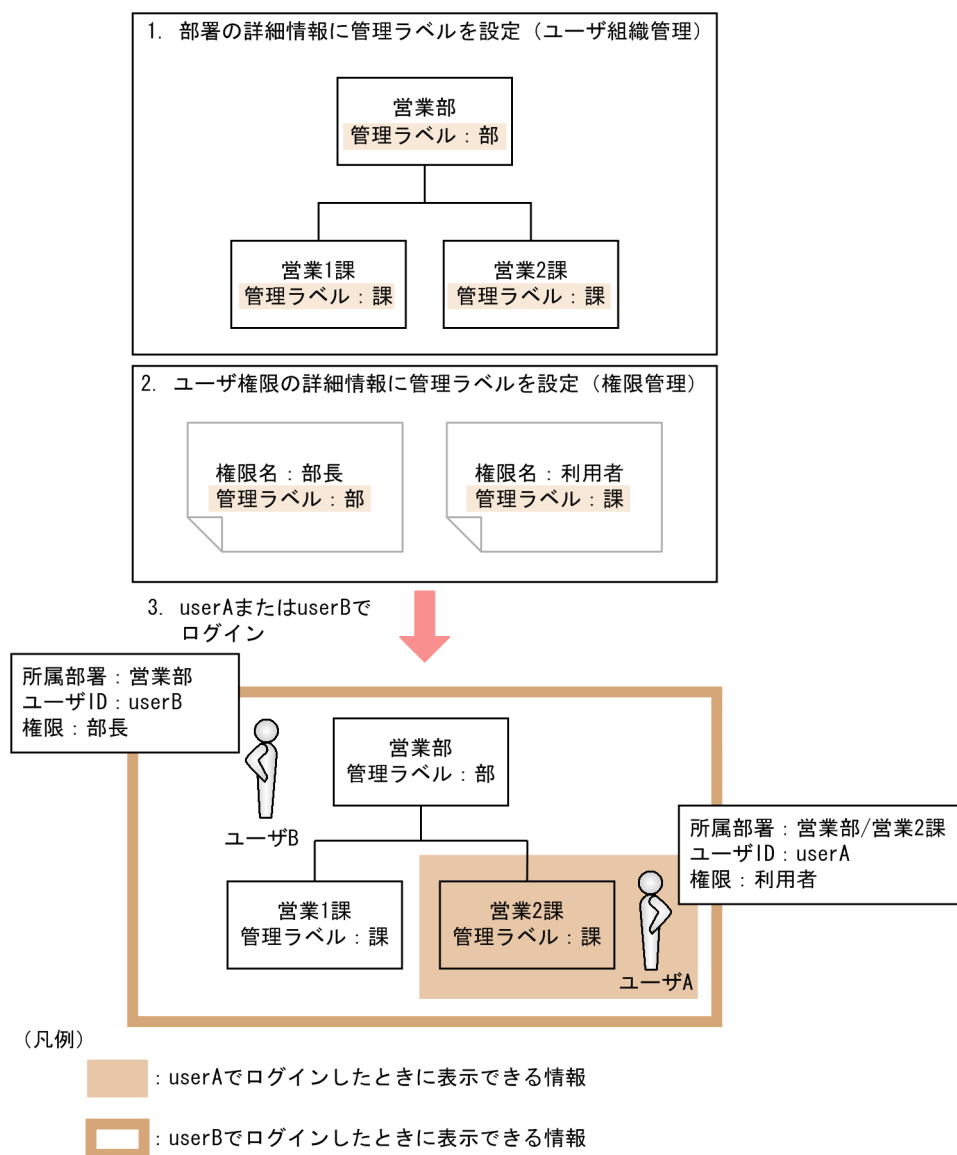 1. 部署の詳細情報に管理ラベルを設定（ユーザ組織管理）
営業部
管理ラベル：部
営業1課
管理ラベル：課
営業2課
管理ラベル：課
2. ユーザ権限の詳細情報に管理ラベルを設定（権限管理）
権限名：部長
管理ラベル：部
権限名：利用者
管理ラベル：課
3. userAまたはuserBで
ログイン
所属部署：営業部
ユーザID：userB
権限：部長
ユーザB
営業部
管理ラベル：部
所属部署：営業部/営業2課
ユーザID：userA
権限：利用者
営業1課
管理ラベル：課
営業2課
管理ラベル：課
ユーザA
（凡例）
：userAでログインしたときに表示できる情報
：userBでログインしたときに表示できる情報